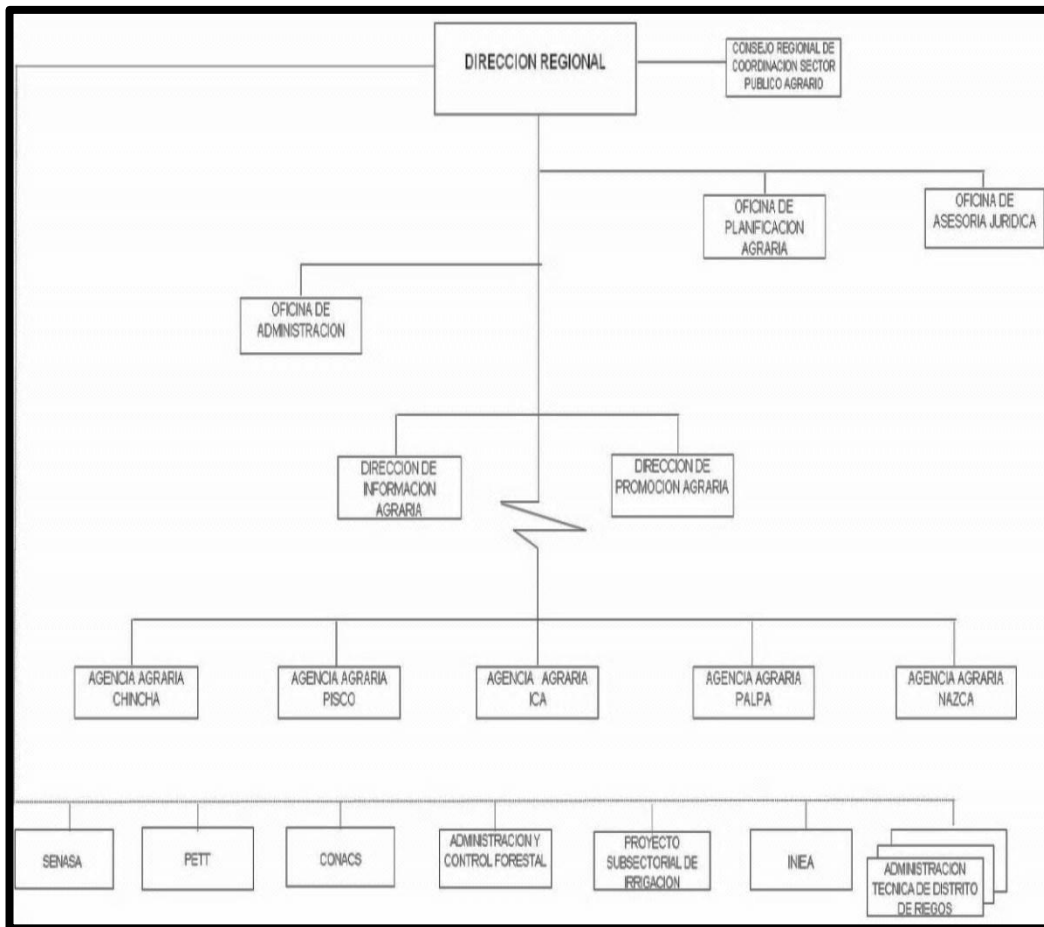 DIRECCION REGIONAL
CONSEJO REGIONAL DE
COORDINACION SECTOR
PUBLICO AGRARIO
OFICINA DE
PLANIFICACION
AGRARIA
OFICINA DE
ASESORIA JURIDICA
OFICINA DE
ADMINISTRACION
DIRECCION DE
INFORMACION
AGRARIA
DIRECCION DE
PROMOCION AGRARIA
AGENCIA AGRARIA
CHINCHA
AGENCIA AGRARIA
PISCO
AGENCIA AGRARIA
ICA
AGENCIA AGRARIA
PALPA
AGENCIA AGRARIA
NAZCA
SENASA
PETT
CONACS
ADMINISTRACION Y
CONTROL FORESTAL
PROYECTO
SUBSECTORIAL DE
IRRIGACION
INIEA
ADMINISTRACION
TECNICA DE DISTRITO
DE RIEGOS